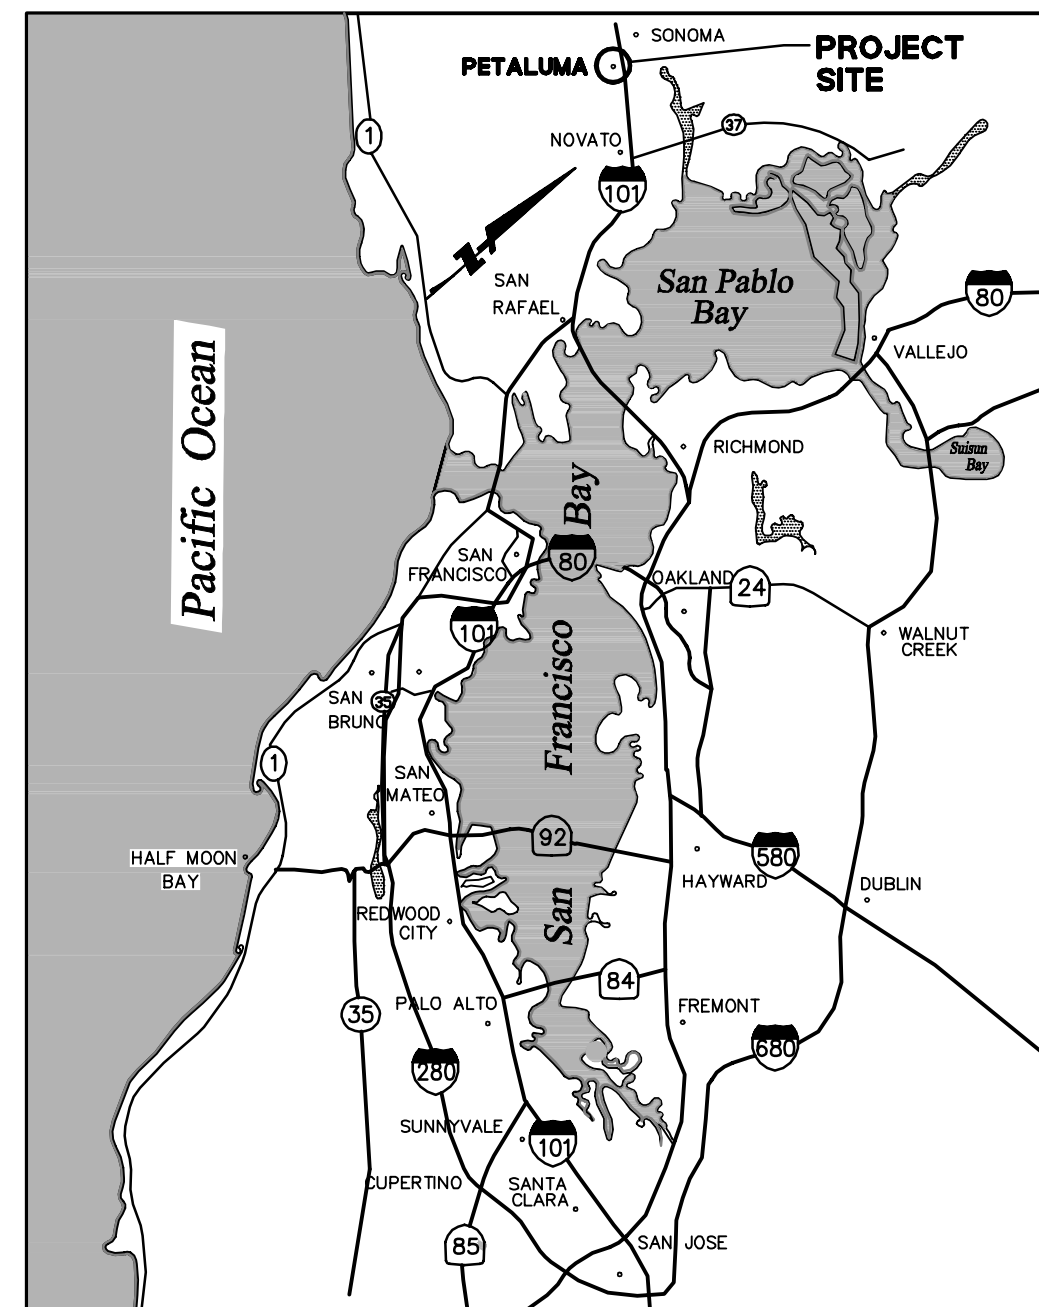 SONOMA
PETALUMA
PROJECT
SITE
37
1
NOVATO
101
N
SAN
RAFAEL
San Pablo
Bay
80
VALLEJO
Pacific Ocean
RICHMOND
Suisun
Bay
San Francisco Bay
SAN
FRANCISCO
80
OAKLAND
24
101
WALNUT
CREEK
SAN
BRUNO
35
1
SAN
MATEO
92
HALF MOON
BAY
580
HAYWARD
DUBLIN
REDWOOD
CITY
84
PALO ALTO
FREMONT
35
280
680
SUNNYVALE
101
CUPERTINO
SANTA
CLARA
85
SAN JOSE